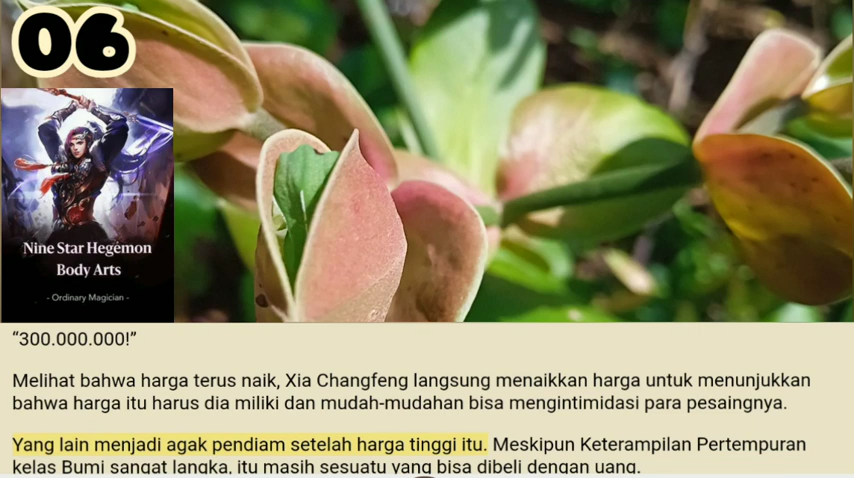 06
Nine Star Hegemon
Body Arts
- Ordinary Magician -
“300.000.000!”
Melihat bahwa harga terus naik, Xia Changfeng langsung menaikkan harga untuk menunjukkan
bahwa harga itu harus dia miliki dan mudah-mudahan bisa mengintimidasi para pesaingnya.
Yang lain menjadi agak pendiam setelah harga tinggi itu. Meskipun Keterampilan Pertempuran
kelas Bumi sangat langka, itu masih sesuatu yang bisa dibeli dengan uang.